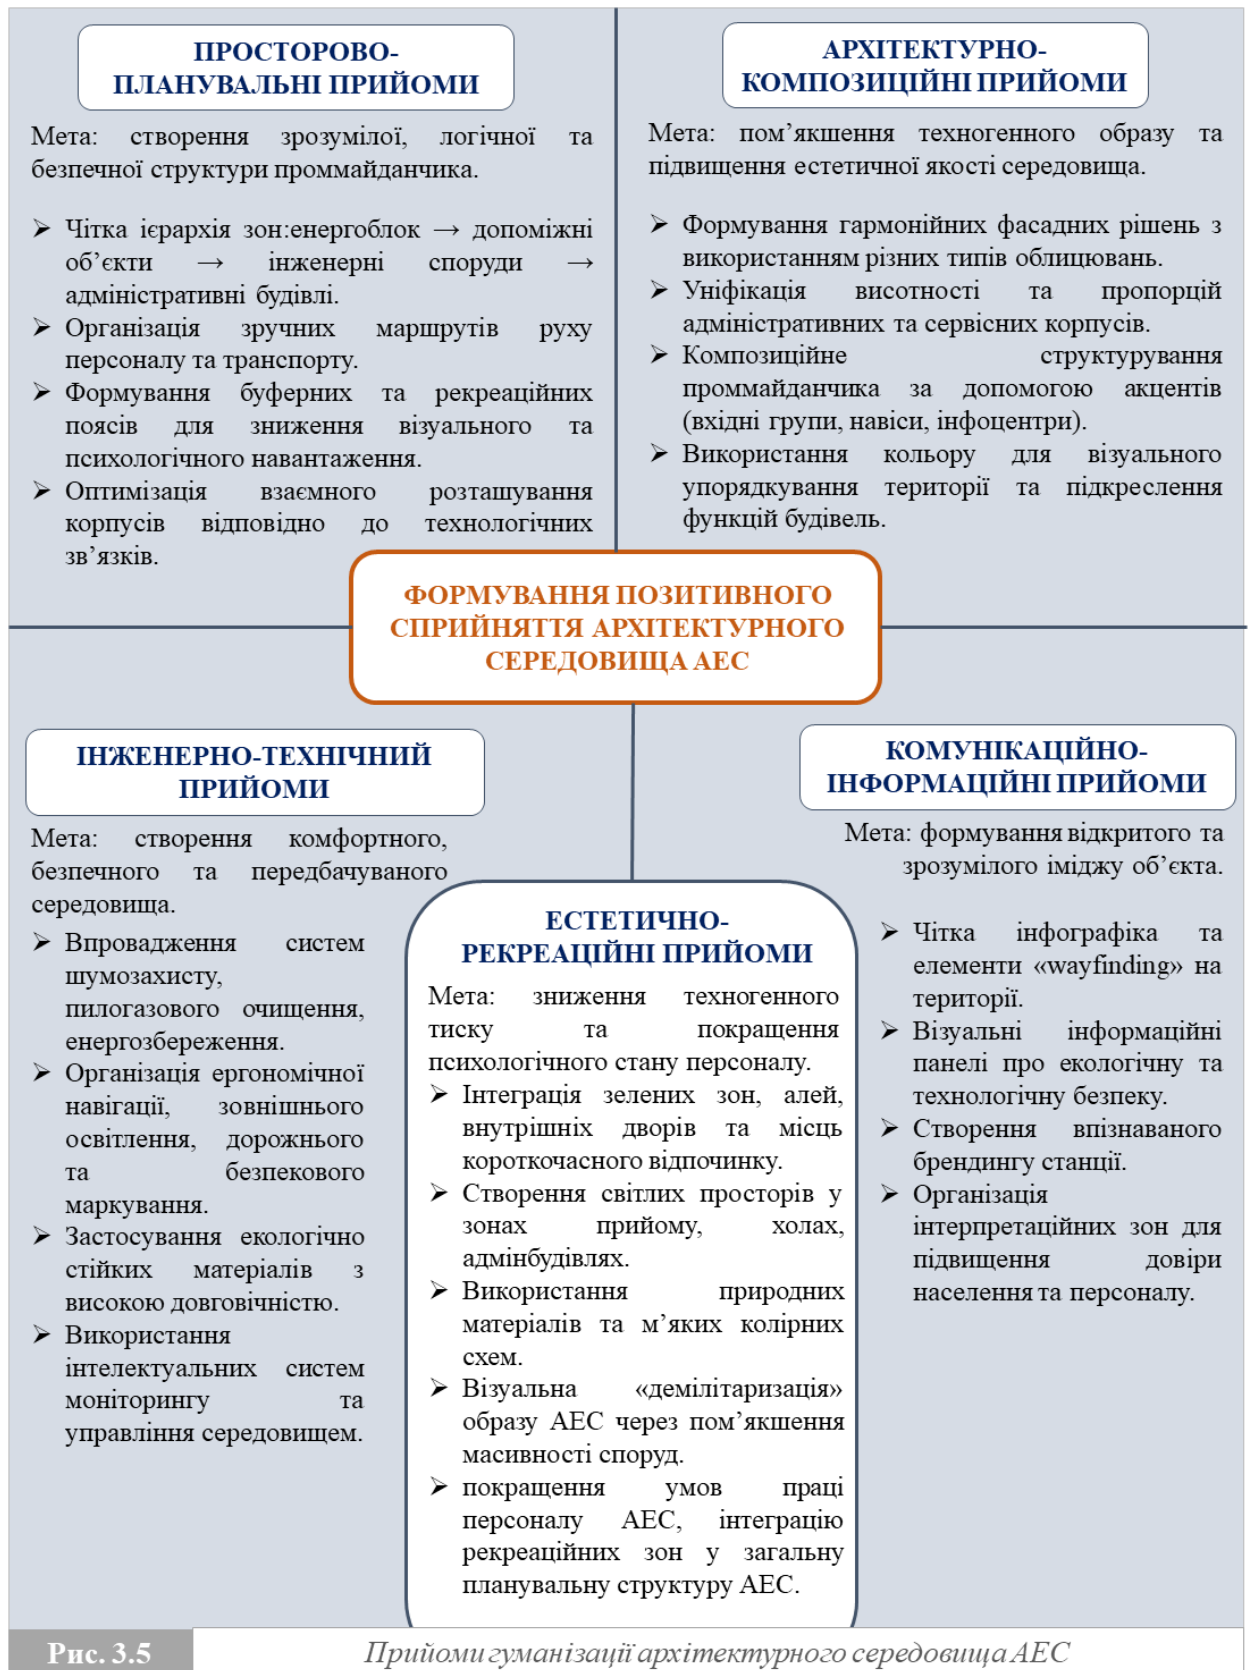 ПРОСТОРОВО-
ПЛАНУВАЛЬНІ ПРИЙОМИ
Мета: створення зрозумілої, логічної та
безпечної структури проммайданчика.
➢ Чітка ієрархія зон:енергоблок → допоміжні
об’єкти → інженерні споруди →
адміністративні будівлі.
➢ Організація зручних маршрутів руху
персоналу та транспорту.
➢ Формування буферних та рекреаційних
поясів для зниження візуального та
психологічного навантаження.
➢ Оптимізація взаємного розташування
корпусів відповідно до технологічних
зв’язків.
АРХІТЕКТУРНО-
КОМПОЗИЦІЙНІ ПРИЙОМИ
Мета: пом’якшення техногенного образу та
підвищення естетичної якості середовища.
➢ Формування гармонійних фасадних рішень з
використанням різних типів облицювань.
➢ Уніфікація висотності та пропорцій
адміністративних та сервісних корпусів.
➢ Композиційне структурування
проммайданчика за допомогою акцентів
(вхідні групи, навіси, інфоцентри).
➢ Використання кольору для візуального
упорядкування території та підкреслення
функцій будівель.
ФОРМУВАННЯ ПОЗИТИВНОГО
СПРИЙНЯТТЯ АРХІТЕКТУРНОГО
СЕРЕДОВИЩА АЕС
ІНЖЕНЕРНО-ТЕХНІЧНИЙ
ПРИЙОМИ
Мета: створення комфортного,
безпечного та передбачуваного
середовища.
➢ Впровадження систем
шумозахисту,
пилогазового очищення,
енергозбереження.
➢ Організація ергономічної
навігації, зовнішнього
освітлення, дорожнього
та безпекового
маркування.
➢ Застосування екологічно
стійких матеріалів з
високою довговічністю.
➢ Використання
інтелектуальних систем
моніторингу та
управління середовищем.
ЕСТЕТИЧНО-
РЕКРЕАЦІЙНІ ПРИЙОМИ
Мета: зниження техногенного
тиску та покращення
психологічного стану персоналу.
➢ Інтеграція зелених зон, алей,
внутрішніх дворів та місць
короткочасного відпочинку.
➢ Створення світлих просторів у
зонах прийому, холах,
адмінбудівлях.
➢ Використання природних
матеріалів та м’яких колірних
схем.
➢ Візуальна «демілітаризація»
образу АЕС через пом’якшення
масивності споруд.
➢ покращення умов праці
персоналу АЕС, інтеграцію
рекреаційних зон у загальну
планувальну структуру АЕС.
КОМУНІКАЦІЙНО-
ІНФОРМАЦІЙНІ ПРИЙОМИ
Мета: формування відкритого та
зрозумілого іміджу об’єкта.
➢ Чітка інфографіка та
елементи «wayfinding» на
території.
➢ Візуальні інформаційні
панелі про екологічну та
технологічну безпеку.
➢ Створення впізнаваного
брендингу станції.
➢ Організація
інтерпретаційних зон для
підвищення довіри
населення та персоналу.
Рис. 3.5
Прийоми гуманізації архітектурного середовища АЕС